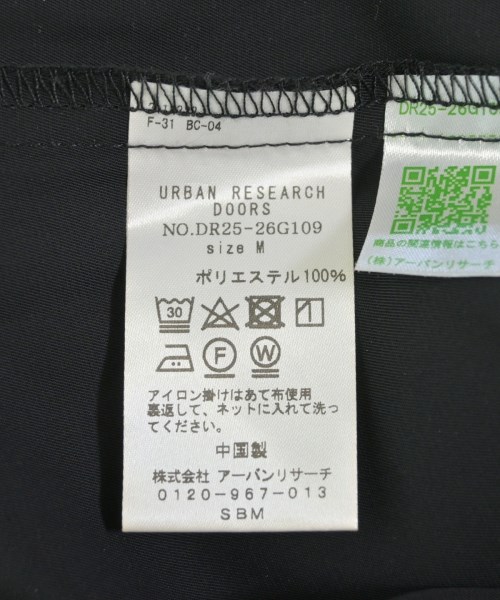 F-31 BC-04
URBAN RESEARCH
DOORS
NO.DR25-26G109
size M
ポリエステル100%
30
F W
アイロン掛けはあて布使用
裏返して、ネットに入れて洗っ
てください。
中国製
株式会社 アーバンリサーチ
0120-967-013
SBM
DR25-26G109
商品の関連情報はこちら
(株)アーバンリサーチ